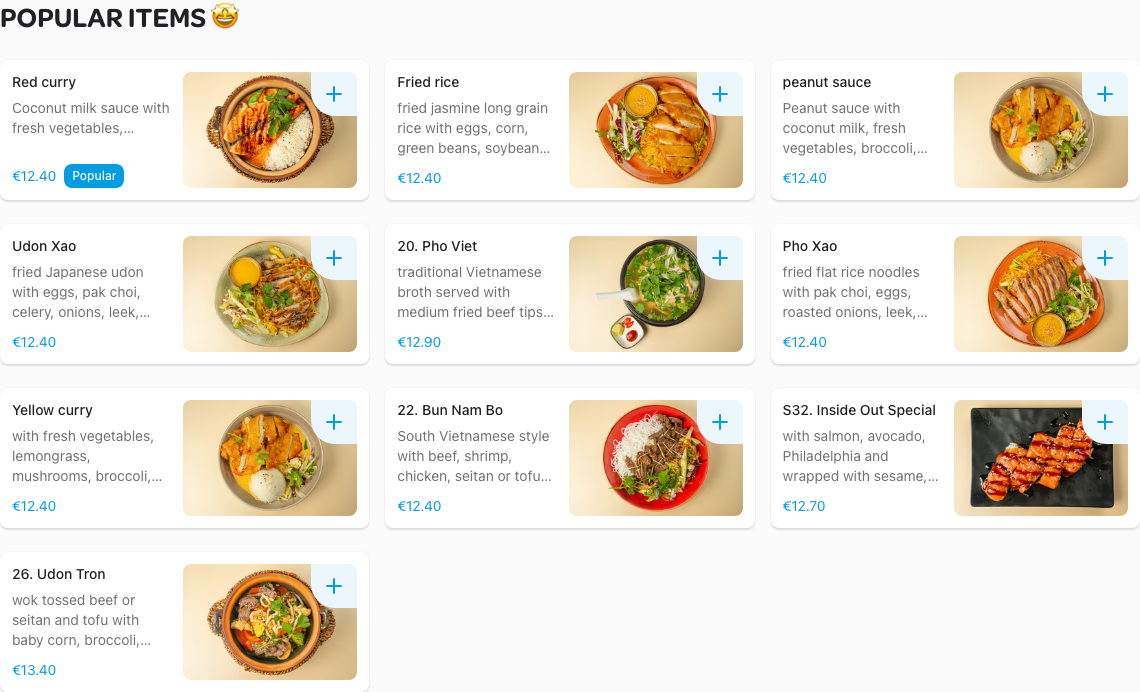 POPULAR ITEMS 🤩
Red curry
Coconut milk sauce with
fresh vegetables,...
€12.40
Popular
Fried rice
fried jasmine long grain
rice with eggs, corn,
green beans, soybean...
€12.40
peanut sauce
Peanut sauce with
coconut milk, fresh
vegetables, broccoli,...
€12.40
Udon Xao
fried Japanese udon
with eggs, pak choi,
celery, onions, leek,...
€12.40
20. Pho Viet
traditional Vietnamese
broth served with
medium fried beef tips...
€12.90
Pho Xao
fried flat rice noodles
with pak choi, eggs,
roasted onions, leek,...
€12.40
Yellow curry
with fresh vegetables,
lemongrass,
mushrooms, broccoli,...
€12.40
22. Bun Nam Bo
South Vietnamese style
with beef, shrimp,
chicken, seitan or tofu...
€12.40
S32. Inside Out Special
with salmon, avocado,
Philadelphia and
wrapped with sesame,...
€12.70
26. Udon Tron
wok tossed beef or
seitan and tofu with
baby corn, broccoli,...
€13.40